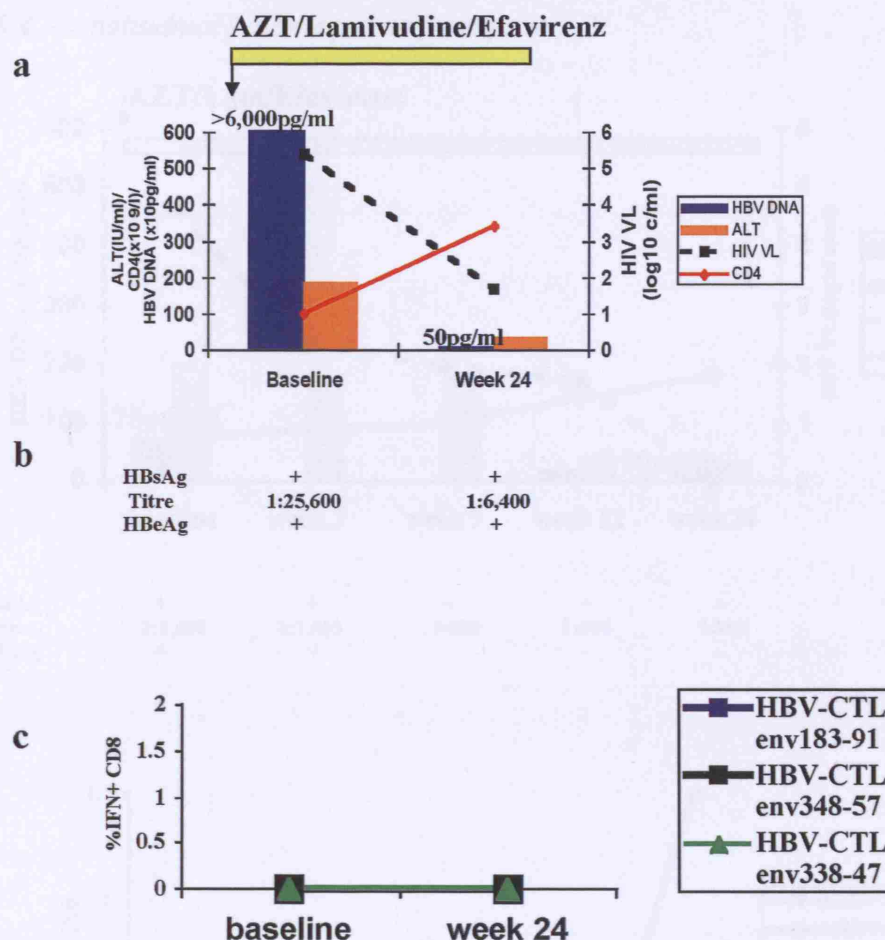 AZT/Lamivudine/Efavirenz
a
>6,000pg/ml
600
500
400
300
200
100
0
ALT(IU/ml)/
CD4(x10 9/l)/
HBV DNA (x10pg/ml)
50pg/ml
Baseline
Week 24
6
5
4
3
2
1
0
HIV VL
(log10 c/ml)
HBV DNA
ALT
HIV VL
CD4
b
HBsAg + +
Titre 1:25,600 1:6,400
HBeAg + +
c
2
1.5
1
0.5
0
%IFN+ CD8
baseline
week 24
HBV-CTL
env183-91
HBV-CTL
env348-57
HBV-CTL
env338-47